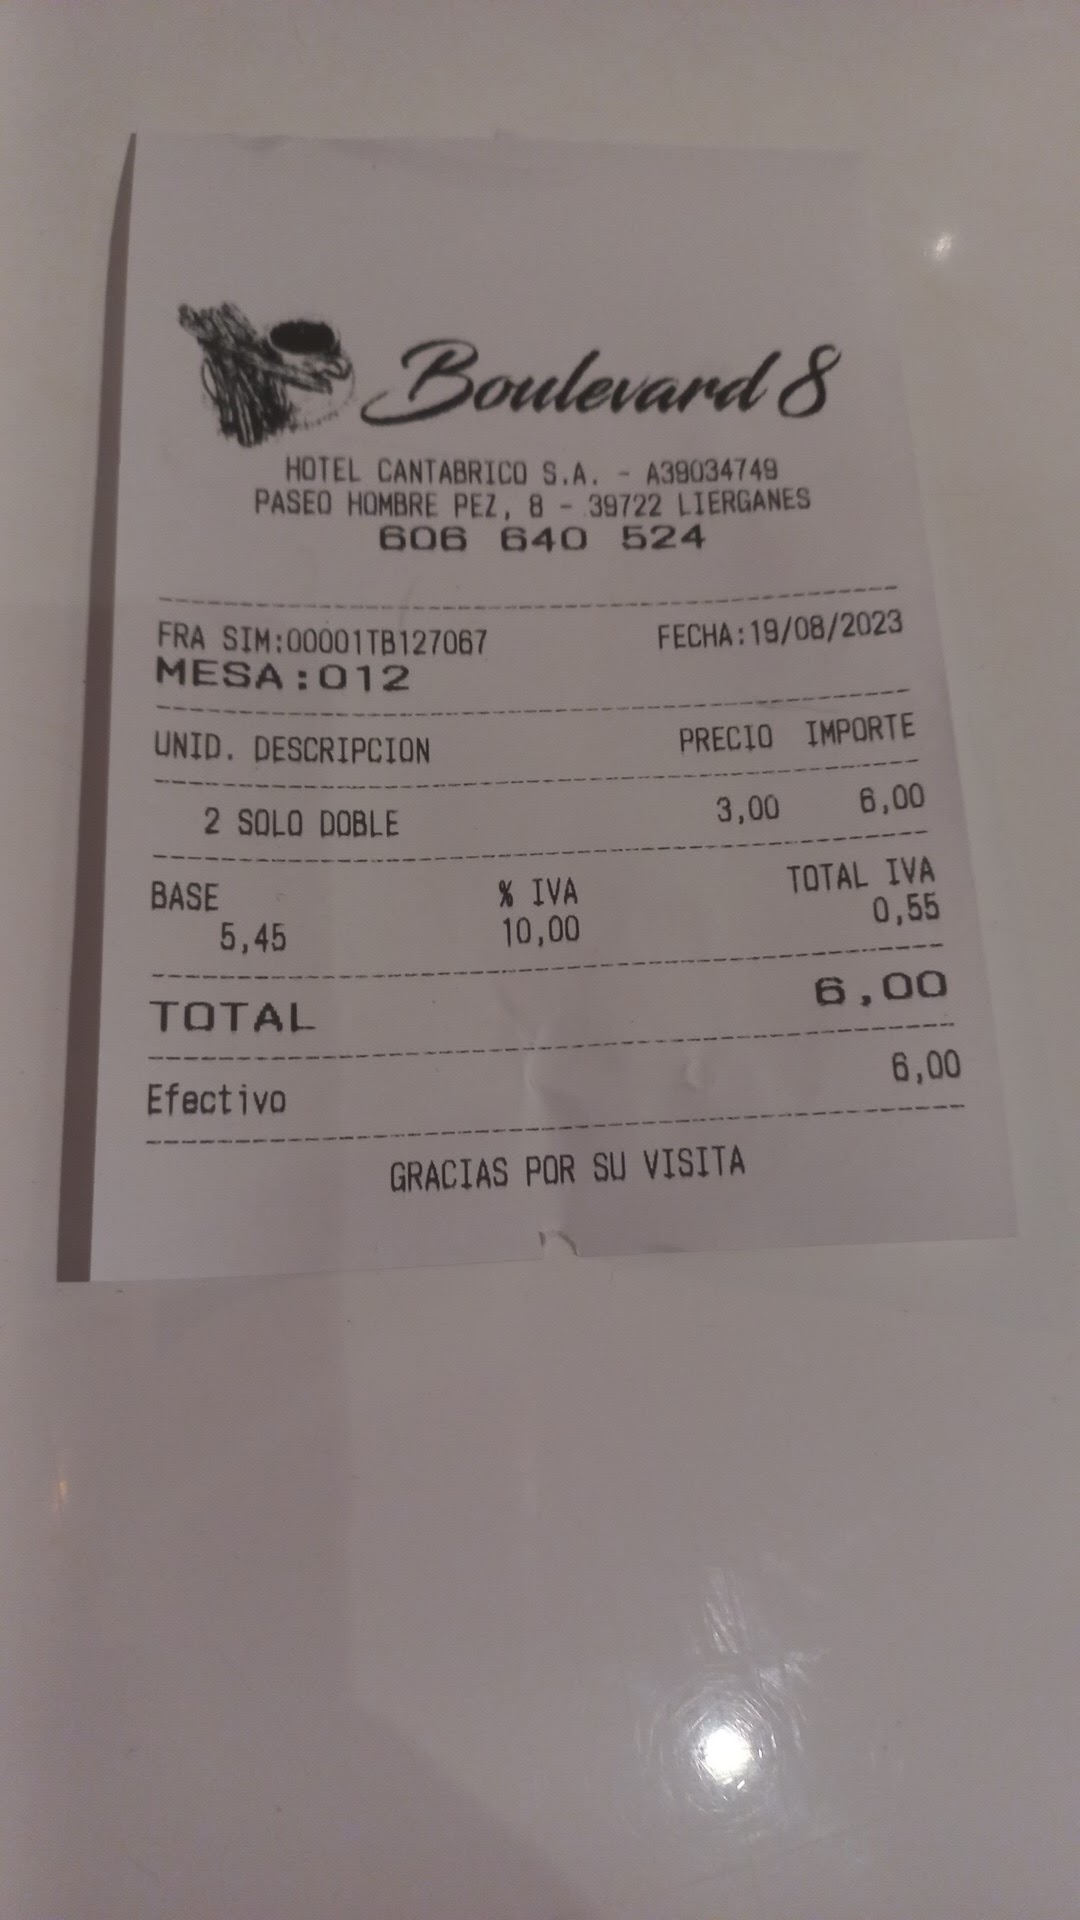 Boulevard 8
HOTEL CANTABRICO S.A. - A39034749
PASEO HOMBRE PEZ, 8 - 39722 LIERGANES
606 640 524
FRA SIM:00001TB127067 FECHA:19/08/2023
MESA:012
UNID. DESCRIPCION PRECIO IMPORTE
2 SOLO DOBLE 3,00 6,00
BASE % IVA TOTAL IVA
5,45 10,00 0,55
TOTAL 6,00
Efectivo 6,00
GRACIAS POR SU VISITA